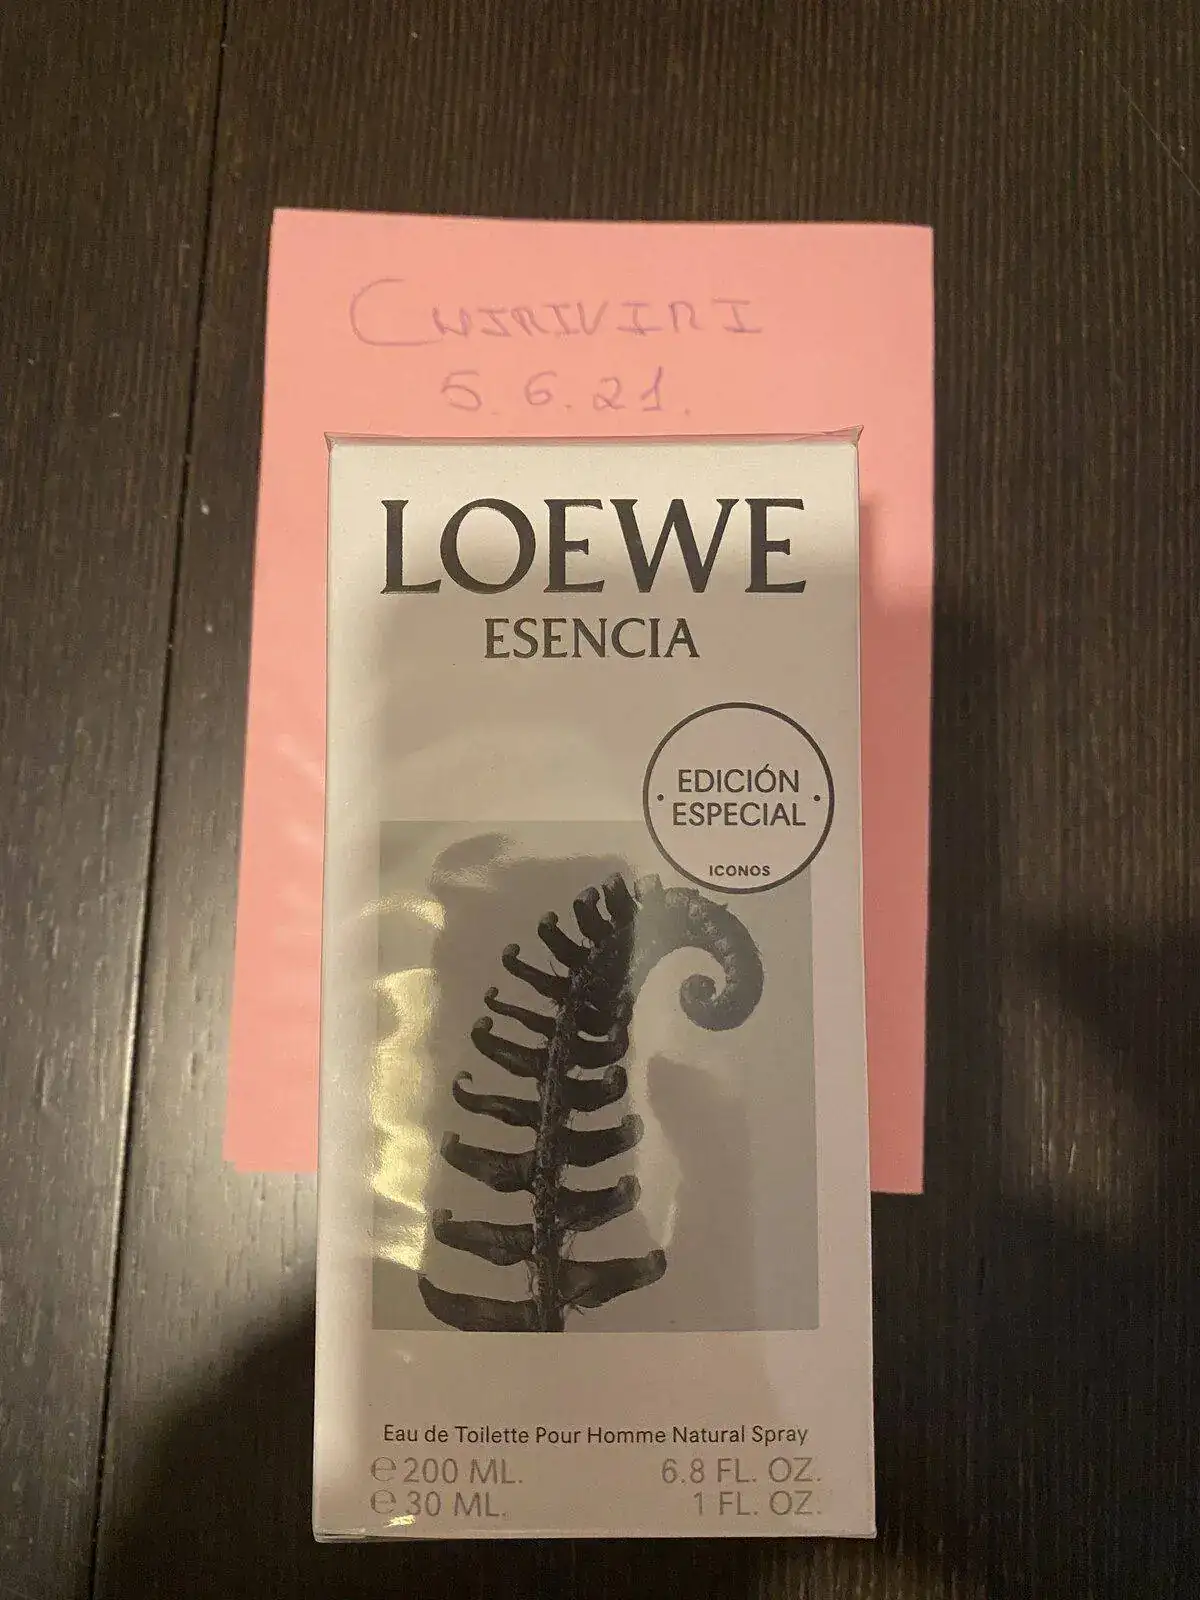 CHIRIVIRI
5.6.21.
LOEWE
ESENCIA
EDICIÓN
ESPECIAL
ICONOS
Eau de Toilette Pour Homme Natural Spray
℮ 200 ML. 6.8 FL. OZ.
℮ 30 ML. 1 FL. OZ.